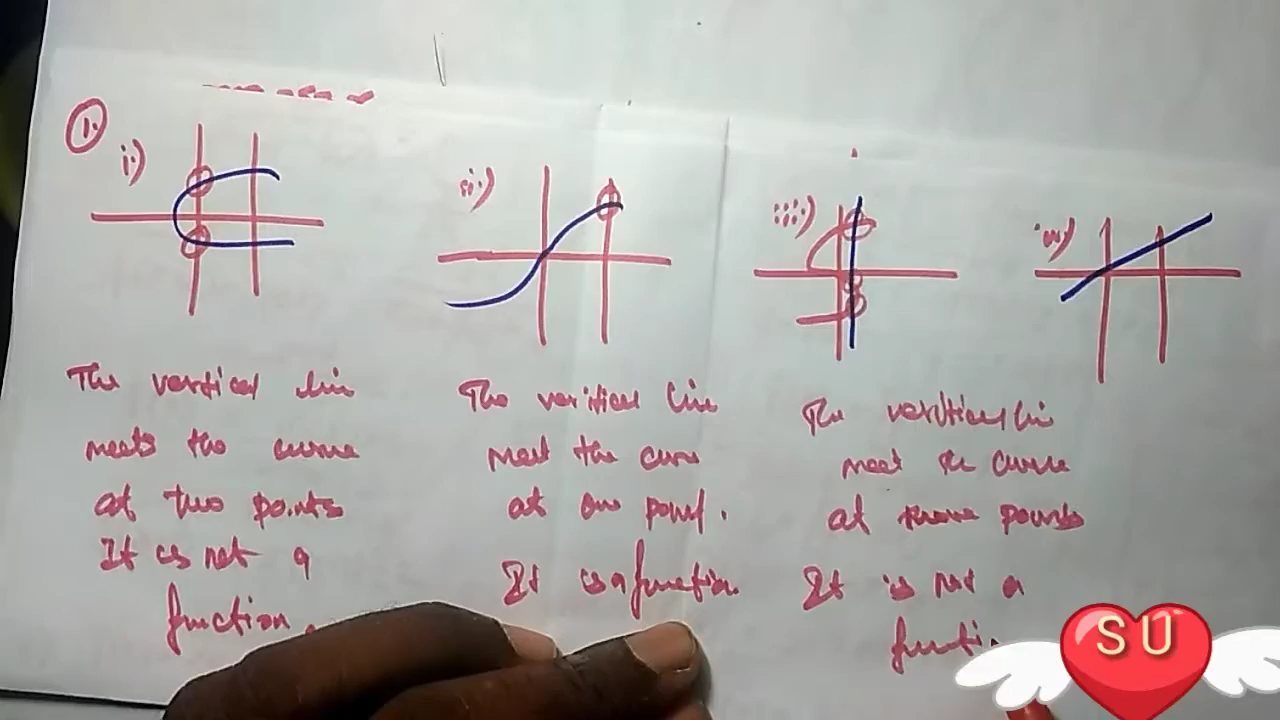 1.
i)
ii)
iii)
iv)
The vertical line
meets the curve
at two points
It is not a
function.
The vertical line
meet the curve
at one point.
It is a function.
The vertical line
meet the curve
at three points
It is not a
functi
SU